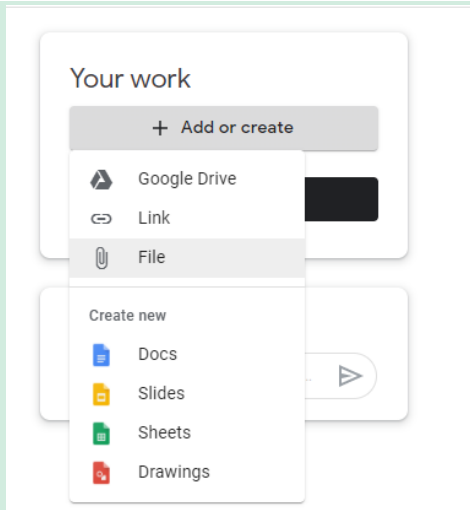 Your work
+ Add or create
Google Drive
Link
File
Create new
Docs
Slides
Sheets
Drawings